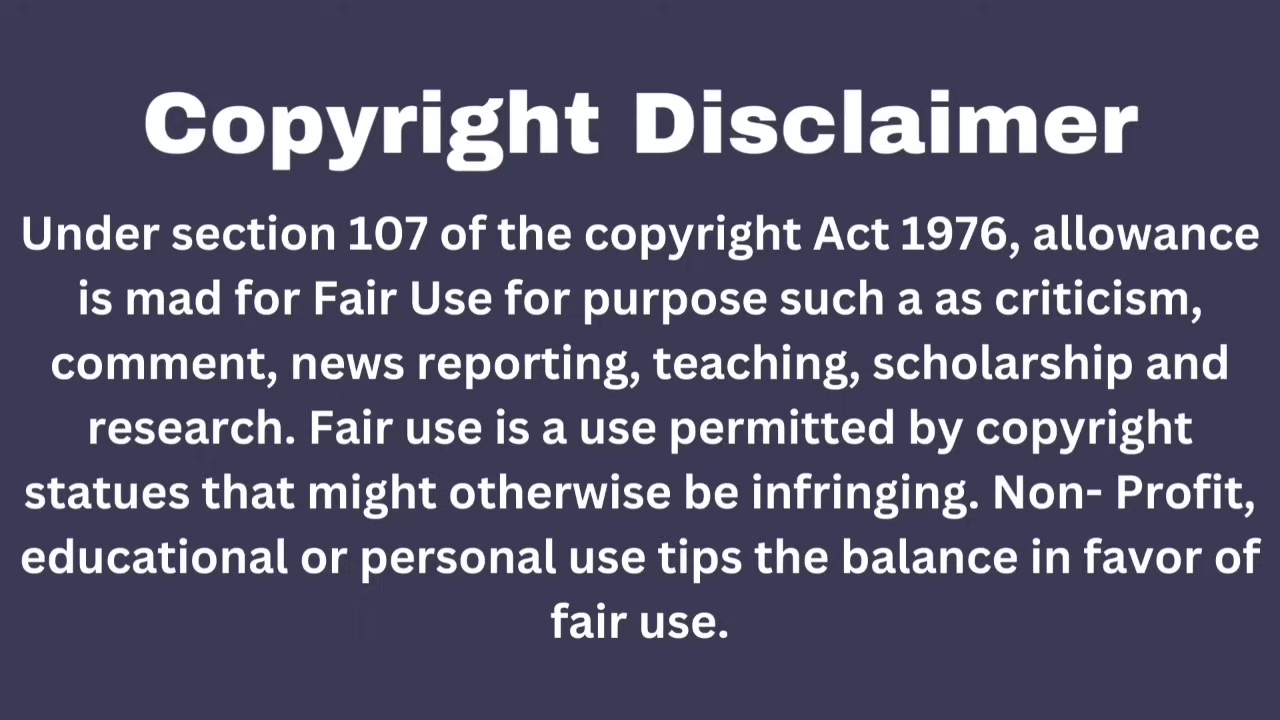 Copyright Disclaimer
Under section 107 of the copyright Act 1976, allowance
is mad for Fair Use for purpose such a as criticism,
comment, news reporting, teaching, scholarship and
research. Fair use is a use permitted by copyright
statues that might otherwise be infringing. Non- Profit,
educational or personal use tips the balance in favor of
fair use.